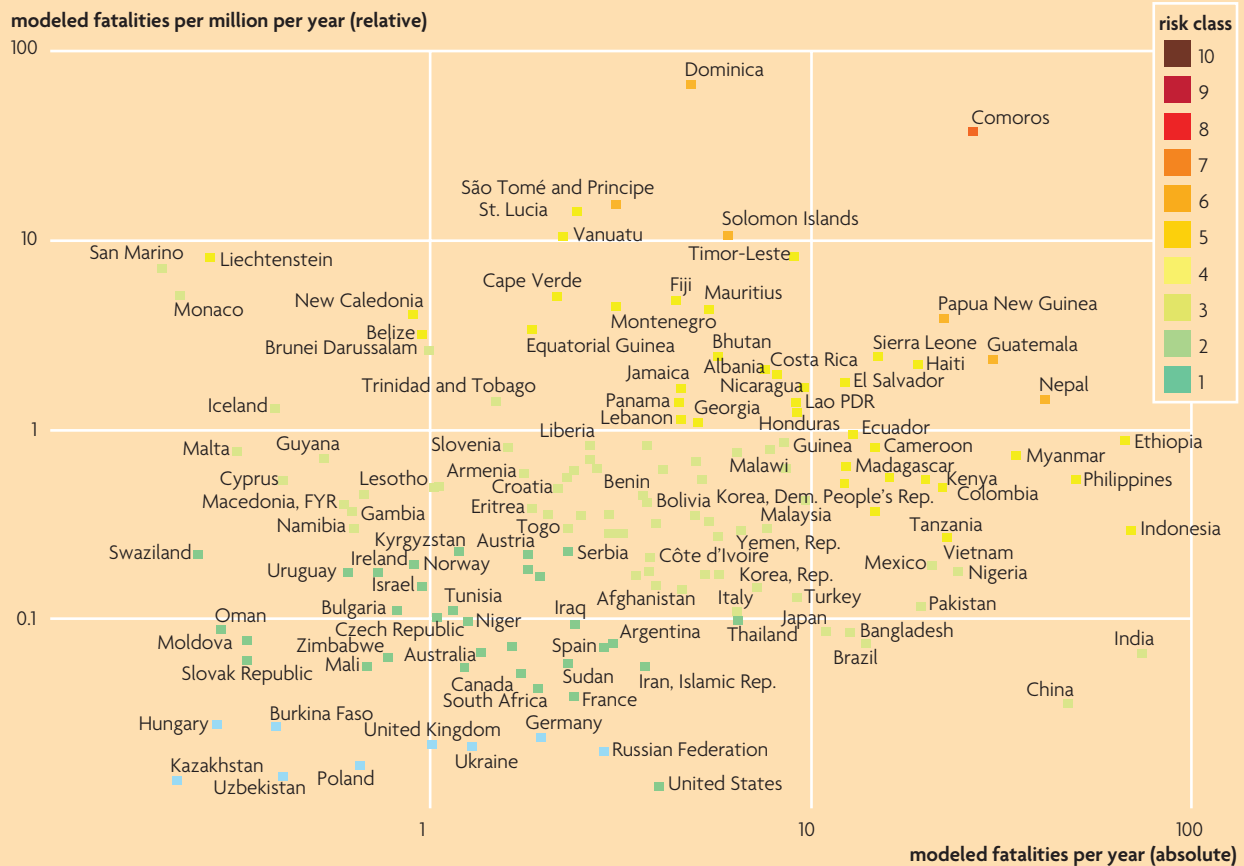 modeled fatalities per million per year (relative)
risk class
100
10
9
8
7
6
5
4
3
2
1
Dominica
Comoros
São Tomé and Principe
St. Lucia
Solomon Islands
Vanuatu
10
San Marino
Liechtenstein
Timor-Leste
Cape Verde
Fiji
Mauritius
Monaco
New Caledonia
Papua New Guinea
Montenegro
Belize
Equatorial Guinea
Bhutan
Sierra Leone
Guatemala
Brunei Darussalam
Albania
Costa Rica
Haiti
Jamaica
Trinidad and Tobago
Nicaragua
El Salvador
Nepal
Panama
Lao PDR
Iceland
Georgia
Lebanon
Honduras
Ecuador
1
Liberia
Malta
Guyana
Slovenia
Guinea
Cameroon
Ethiopia
Myanmar
Malawi
Madagascar
Cyprus
Lesotho
Armenia
Croatia
Benin
Kenya
Philippines
Macedonia, FYR
Gambia
Eritrea
Bolivia
Korea, Dem. People's Rep.
Colombia
Namibia
Togo
Malaysia
Tanzania
Indonesia
Kyrgyzstan
Austria
Yemen, Rep.
Swaziland
Serbia
Côte d'Ivoire
Vietnam
Ireland
Norway
Mexico
Nigeria
Uruguay
Korea, Rep.
Israel
Tunisia
Afghanistan
Italy
Turkey
Pakistan
Bulgaria
Iraq
Oman
Niger
Japan
0.1
Czech Republic
Argentina
Thailand
Bangladesh
Moldova
Zimbabwe
Spain
India
Mali
Australia
Brazil
Slovak Republic
Sudan
Iran, Islamic Rep.
Canada
South Africa
France
China
Burkina Faso
Hungary
United Kingdom
Germany
Russian Federation
Ukraine
Kazakhstan
Poland
Uzbekistan
United States
1
10
100
modeled fatalities per year (absolute)